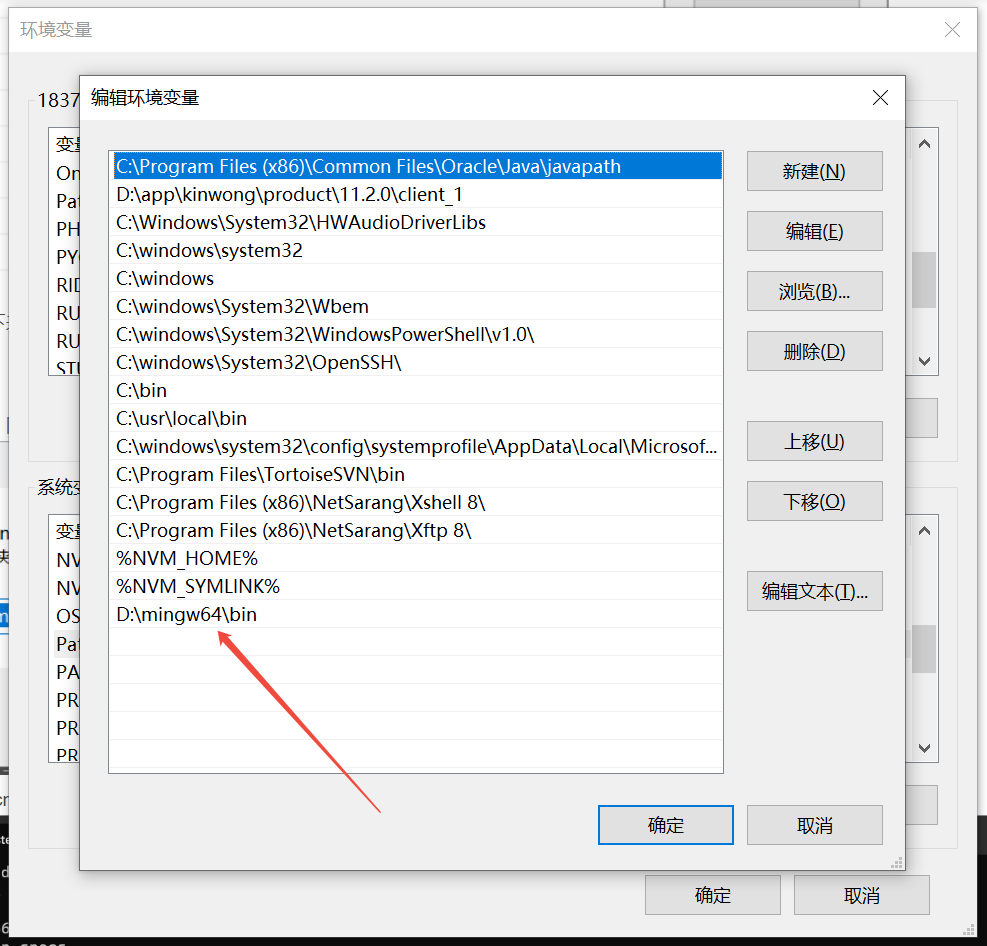 环境变量
编辑环境变量
1837
变量
On
Pat
PH
PY
RID
RU
RU
STU
C:\Program Files (x86)\Common Files\Oracle\Java\javapath
D:\app\kinwong\product\11.2.0\client_1
C:\Windows\System32\HWAudioDriverLibs
C:\windows\system32
C:\windows
C:\windows\System32\Wbem
C:\windows\System32\WindowsPowerShell\v1.0\
C:\windows\System32\OpenSSH\
C:\bin
C:\usr\local\bin
C:\windows\system32\config\systemprofile\AppData\Local\Microsof...
C:\Program Files\TortoiseSVN\bin
C:\Program Files (x86)\NetSarang\Xshell 8\
C:\Program Files (x86)\NetSarang\Xftp 8\
%NVM_HOME%
%NVM_SYMLINK%
D:\mingw64\bin
新建(N)
编辑(E)
浏览(B)...
删除(D)
上移(U)
下移(O)
编辑文本(T)...
系统变
变量
NV
NV
OS
Pat
PA
PR
PR
PR
确定
取消
确定
取消